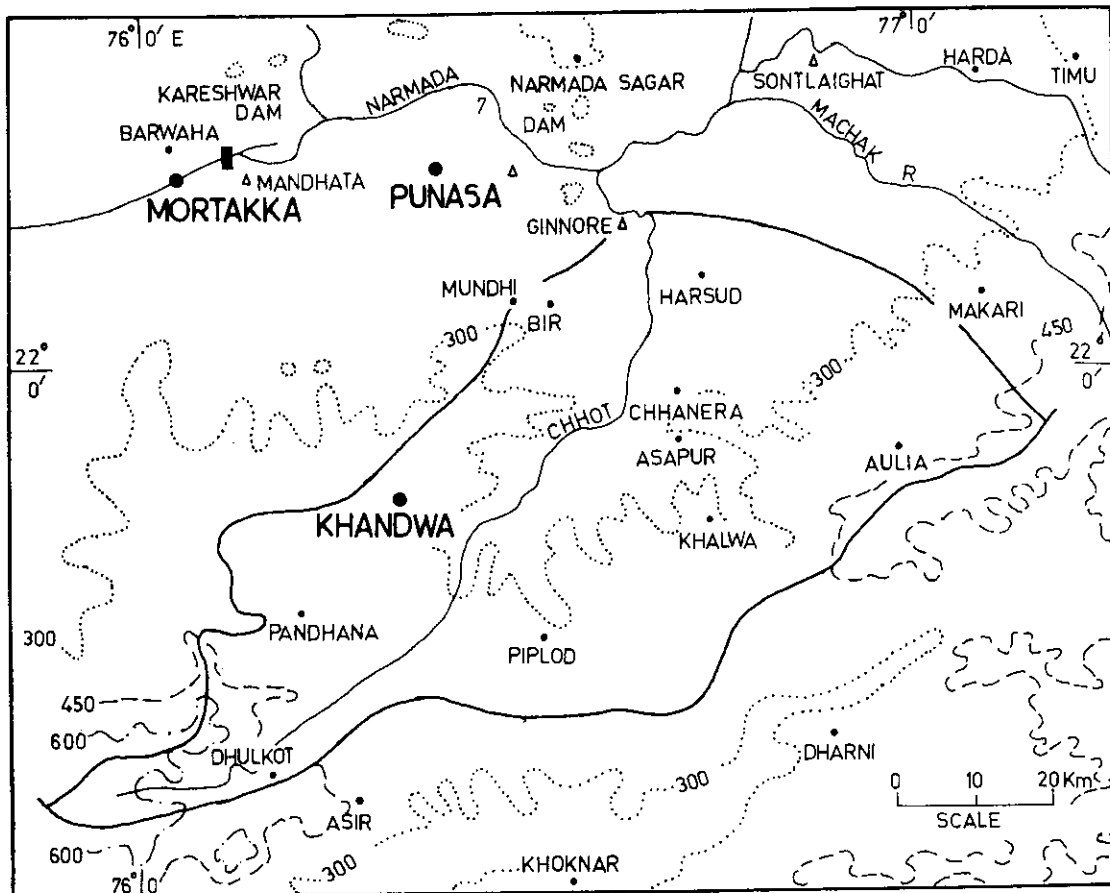 76° 0' E
77° 0'
KARESHWAR
DAM
NARMADA
7
NARMADA SAGAR
DAM
SONTLAIGHAT
HARDA
TIMU
BARWAHA
MACHAK
R
MANDHATA
MORTAKKA
PUNASA
GINNORE
MUNDHI
BIR
HARSUD
MAKARI
450
300
22°
0'
300
22°
0'
CHHOT
CHHANERA
ASAPUR
AULIA
KHANDWA
KHALWA
300
PANDHANA
PIPLOD
450
600
DHULKOT
DHARNI
300
0 10 20 Km
SCALE
ASIR
600
76° 0
300
KHOKNAR